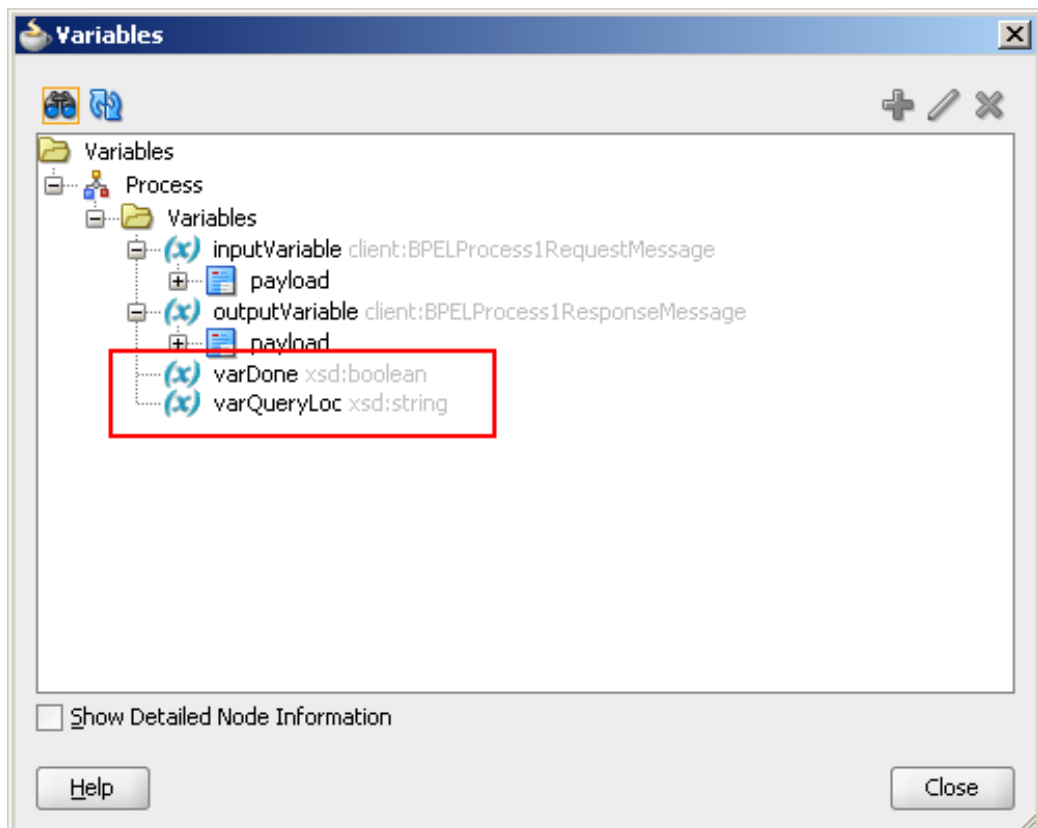 Variables
Variables
Process
Variables
(x) inputVariable client:BPELProcess1RequestMessage
payload
(x) outputVariable client:BPELProcess1ResponseMessage
payload
(x) varDone xsd:boolean
(x) varQueryLoc xsd:string
Show Detailed Node Information
Help Close